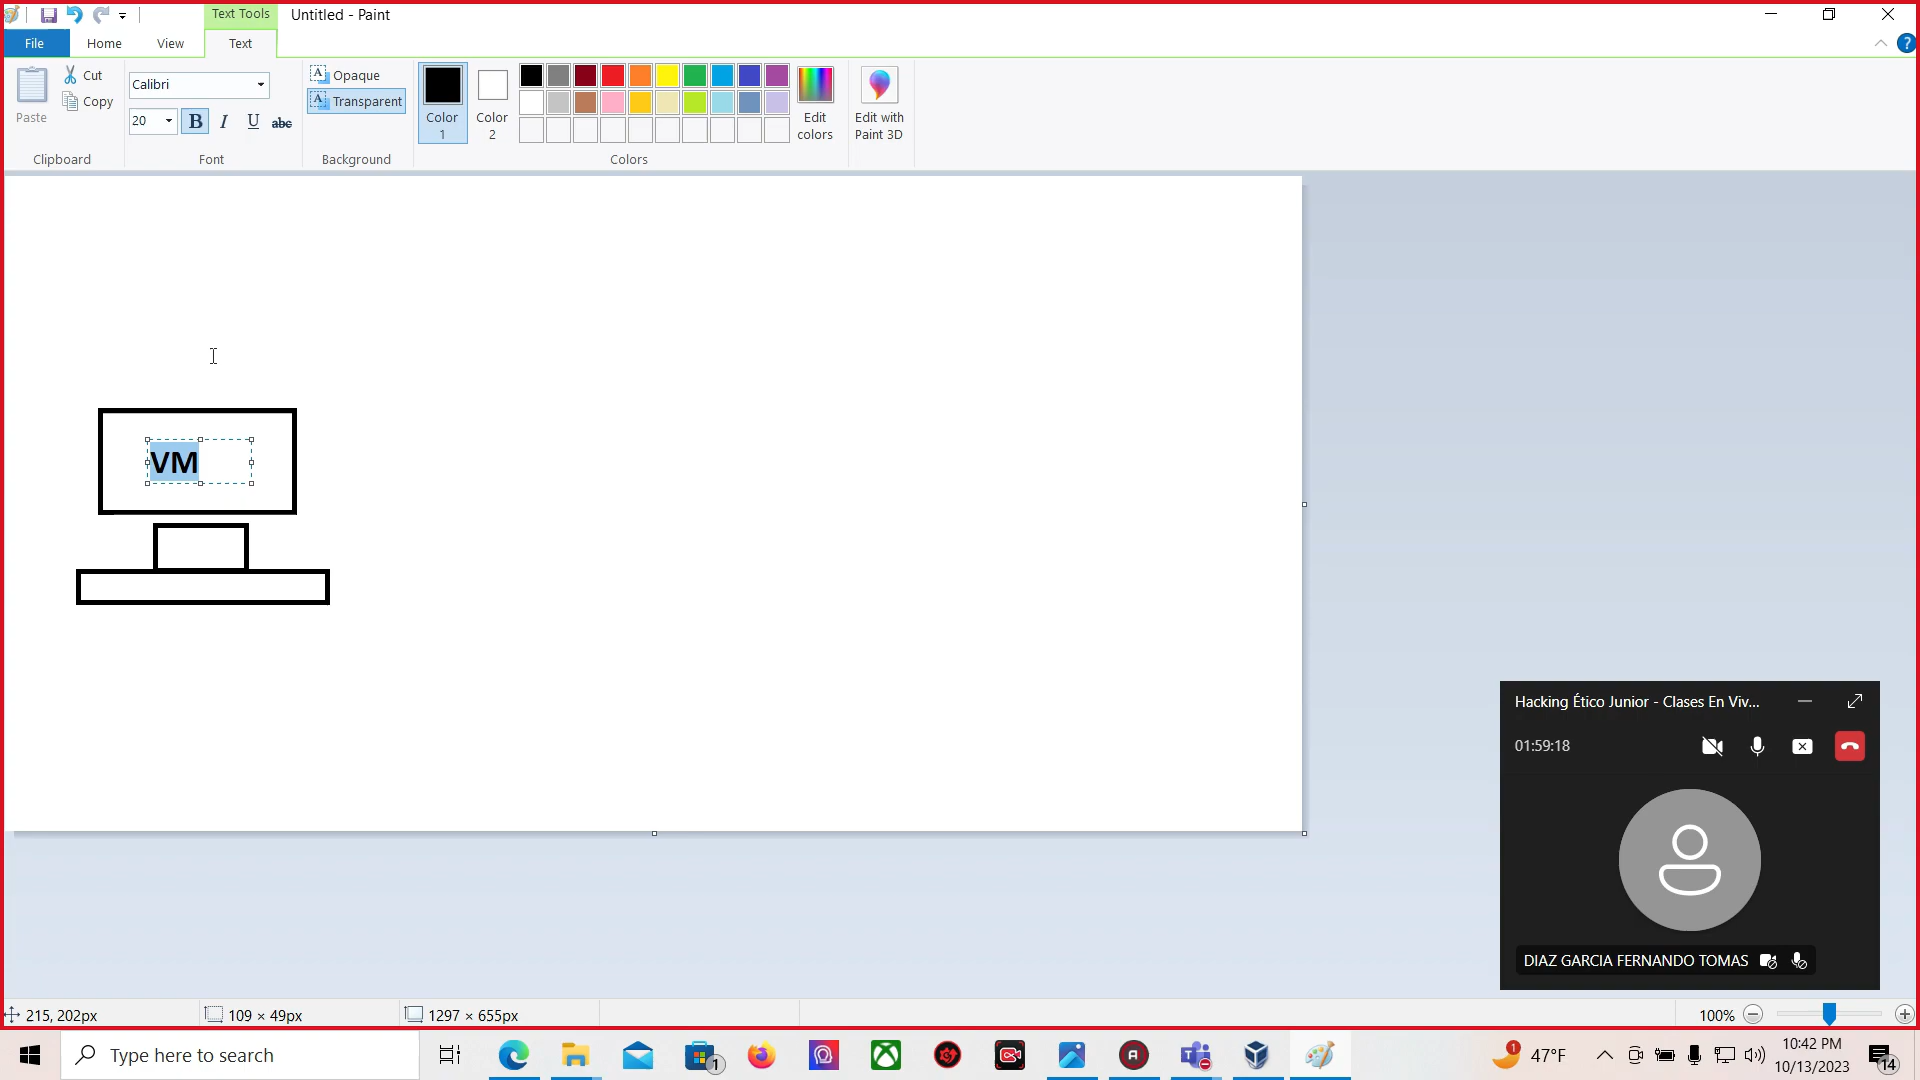 Text Tools
Untitled - Paint
File
Home
View
Text
Paste
Cut
Copy
Clipboard
Calibri
20
B
I
U
abc
Font
Opaque
Transparent
Background
Color
1
Color
2
Edit
colors
Colors
Edit with
Paint 3D
VM
Hacking Ético Junior - Clases En Viv...
01:59:18
DIAZ GARCIA FERNANDO TOMAS
215, 202px
109 × 49px
1297 × 655px
100%
Type here to search
1
1
47°F
10:42 PM
10/13/2023
14